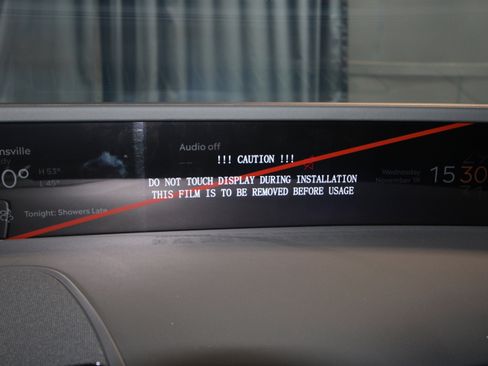 Audio off
!!! CAUTION !!!
DO NOT TOUCH DISPLAY DURING INSTALLATION
THIS FILM IS TO BE REMOVED BEFORE USAGE
nsville
H 53°
L 45°
0°
Tonight: Showers Late
Wednesday
November 18
15 30